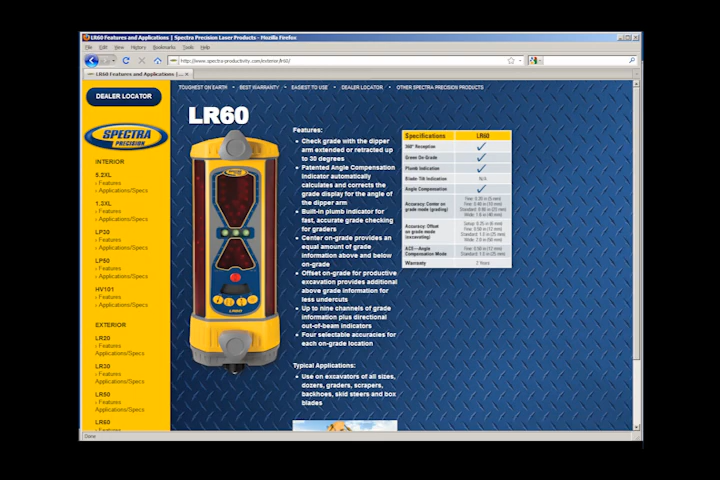 LR60 Features and Applications | Spectra Precision Laser Products - Mozilla Firefox
File Edit View History Bookmarks Tools Help
http://www.spectra-productivity.com/exterior/lr60/
LR60 Features and Applications |...
DEALER LOCATOR
TOUGHEST ON EARTH • BEST WARRANTY • EASIEST TO USE • DEALER LOCATOR • OTHER SPECTRA PRECISION PRODUCTS
SPECTRA
PRECISION
INTERIOR
5.2XL
› Features
› Applications/Specs
1.3XL
› Features
› Applications/Specs
LP30
› Features
› Applications/Specs
LP50
› Features
› Applications/Specs
HV101
› Features
› Applications/Specs
EXTERIOR
LR20
› Features
Applications/Specs
LR30
› Features
Applications/Specs
LR50
› Features
Applications/Specs
LR60
› Features
LR60
SPECTRA
LR60
Features:
• Check grade with the dipper
arm extended or retracted up
to 30 degrees
• Patented Angle Compensation
Indicator automatically
calculates and corrects the
grade display for the angle of
the dipper arm
• Built-in plumb indicator for
fast, accurate grade checking
for graders
• Center on-grade provides an
equal amount of grade
information above and below
on-grade
• Offset on-grade for productive
excavation provides additional
above grade information for
less undercuts
• Up to nine channels of grade
information plus directional
out-of-beam indicators
• Four selectable accuracies for
each on-grade location
Typical Applications:
• Use on excavators of all sizes,
dozers, graders, scrapers,
backhoes, skid steers and box
blades
Specifications LR60
360° Reception
Green On-Grade
Plumb Indication
Blade-Tilt Indication N/A
Angle Compensation
Accuracy: Center on
grade mode (grading)
Accuracy: Offset
on grade mode
(excavating)
Compensation Mode
Warranty 2 Years
Done